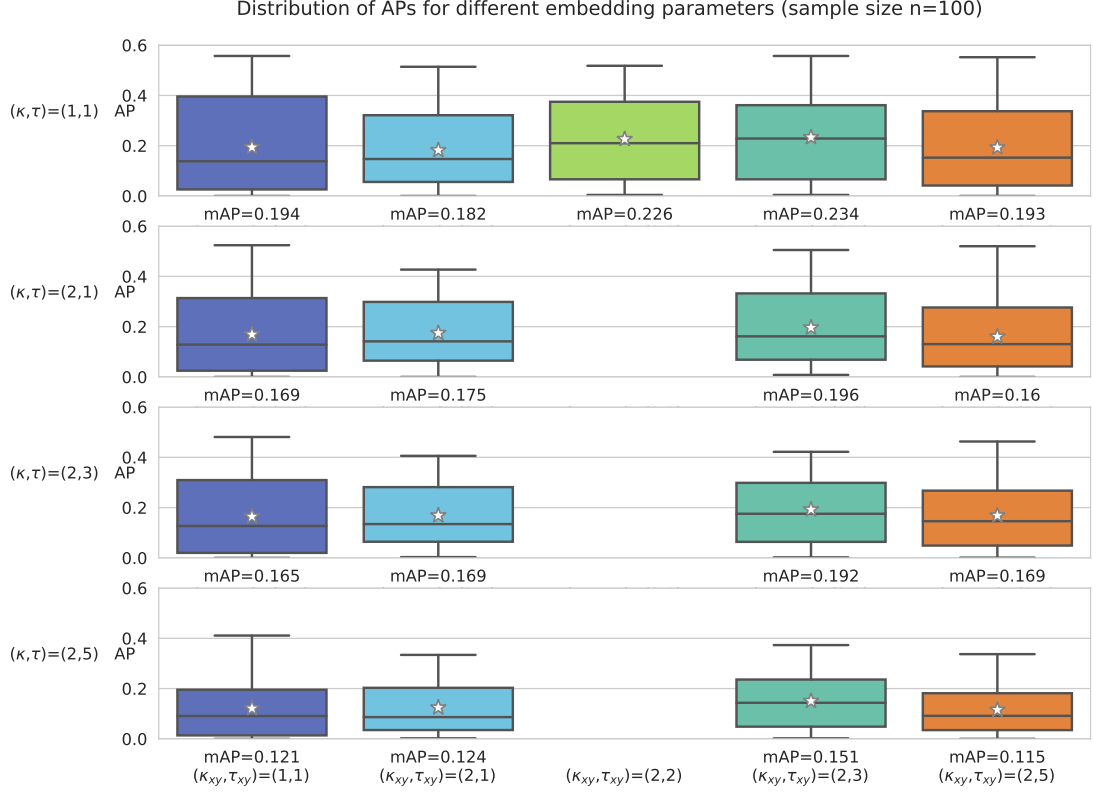 Distribution of APs for different embedding parameters (sample size n=100)
0.6
0.4
(κ,τ)=(1,1) AP
0.2
0.0
mAP=0.194 mAP=0.182 mAP=0.226 mAP=0.234 mAP=0.193
0.6
0.4
(κ,τ)=(2,1) AP
0.2
0.0
mAP=0.169 mAP=0.175 mAP=0.196 mAP=0.16
0.6
0.4
(κ,τ)=(2,3) AP
0.2
0.0
mAP=0.165 mAP=0.169 mAP=0.192 mAP=0.169
0.6
0.4
(κ,τ)=(2,5) AP
0.2
0.0
mAP=0.121 mAP=0.124 mAP=0.151 mAP=0.115
(κxy,τxy)=(1,1) (κxy,τxy)=(2,1) (κxy,τxy)=(2,2) (κxy,τxy)=(2,3) (κxy,τxy)=(2,5)